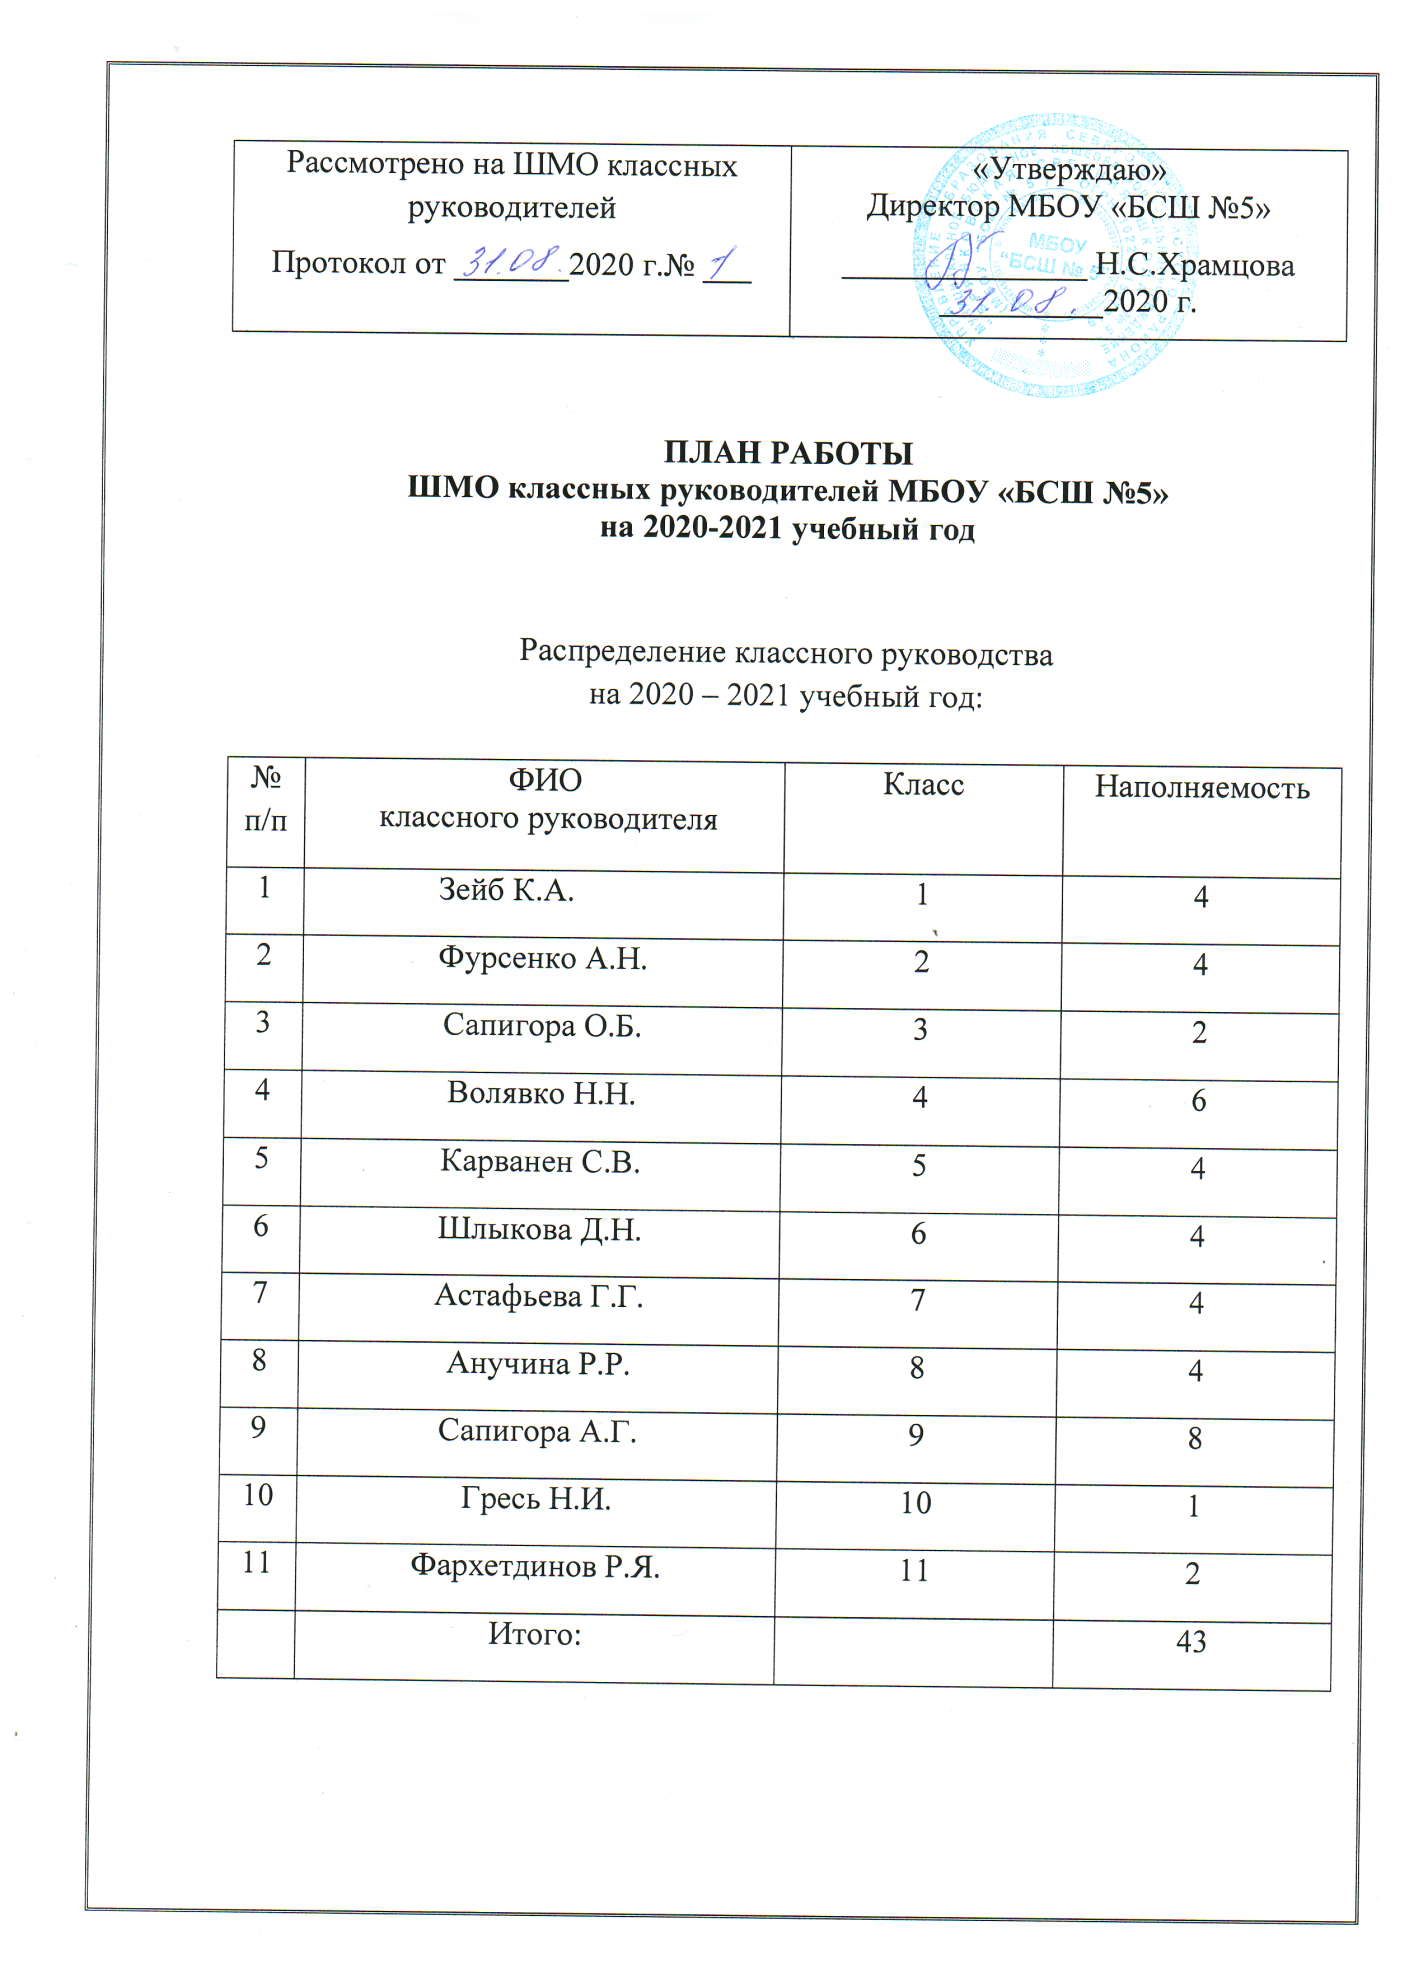 Рассмотрено на ШМО классных
руководителей
Протокол от 31.08.2020 г.№ 1
«Утверждаю»
Директор МБОУ «БСШ №5»
Н.С.Храмцова
31.08.2020 г.
МБОУ
"БСШ № 5"
ПЛАН РАБОТЫ
ШМО классных руководителей МБОУ «БСШ №5»
на 2020-2021 учебный год
Распределение классного руководства
на 2020 – 2021 учебный год:
№ п/п ФИО классного руководителя Класс Наполняемость
1 Зейб К.А. 1 4
2 Фурсенко А.Н. 2 4
3 Сапигора О.Б. 3 2
4 Волявко Н.Н. 4 6
5 Карванен С.В. 5 4
6 Шлыкова Д.Н. 6 4
7 Астафьева Г.Г. 7 4
8 Анучина Р.Р. 8 4
9 Сапигора А.Г. 9 8
10 Гресь Н.И. 10 1
11 Фархетдинов Р.Я. 11 2
Итого: 43